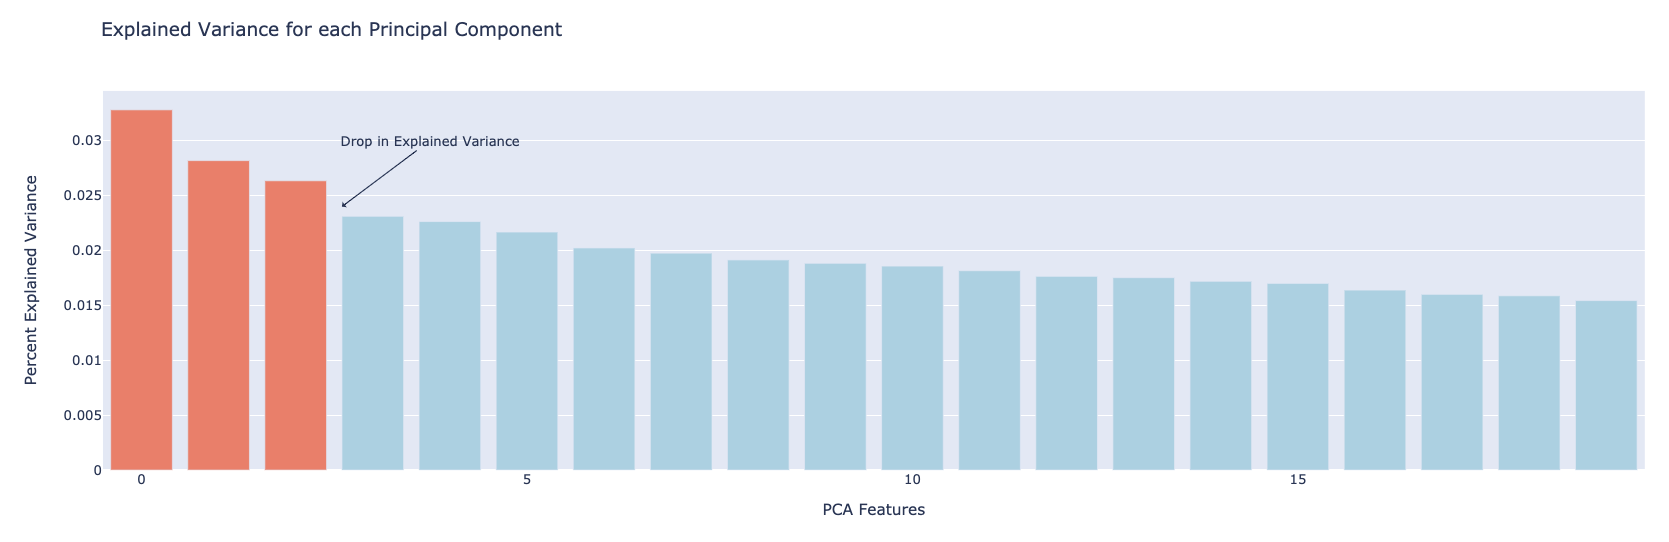 Explained Variance for each Principal Component
Drop in Explained Variance
Percent Explained Variance
0.03
0.025
0.02
0.015
0.01
0.005
0
0 5 10 15
PCA Features